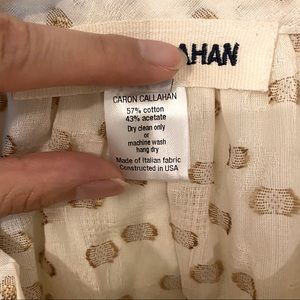 AHAN
CARON CALLAHAN
57% cotton
43% acetate
Dry clean only
or
machine wash
hang dry
Made of Italian fabric
Constructed in USA